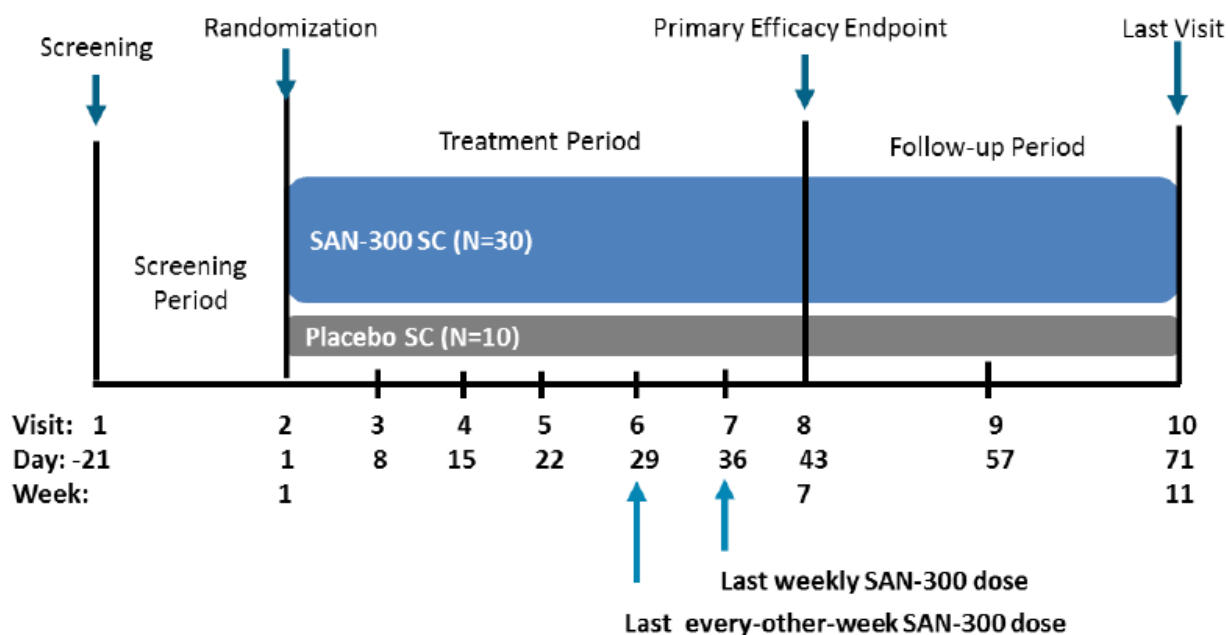 Screening
Randomization
Primary Efficacy Endpoint
Last Visit
Treatment Period
Follow-up Period
Screening
Period
SAN-300 SC (N=30)
Placebo SC (N=10)
Visit: 1 2 3 4 5 6 7 8 9 10
Day: -21 1 8 15 22 29 36 43 57 71
Week: 1 7 11
Last weekly SAN-300 dose
Last every-other-week SAN-300 dose